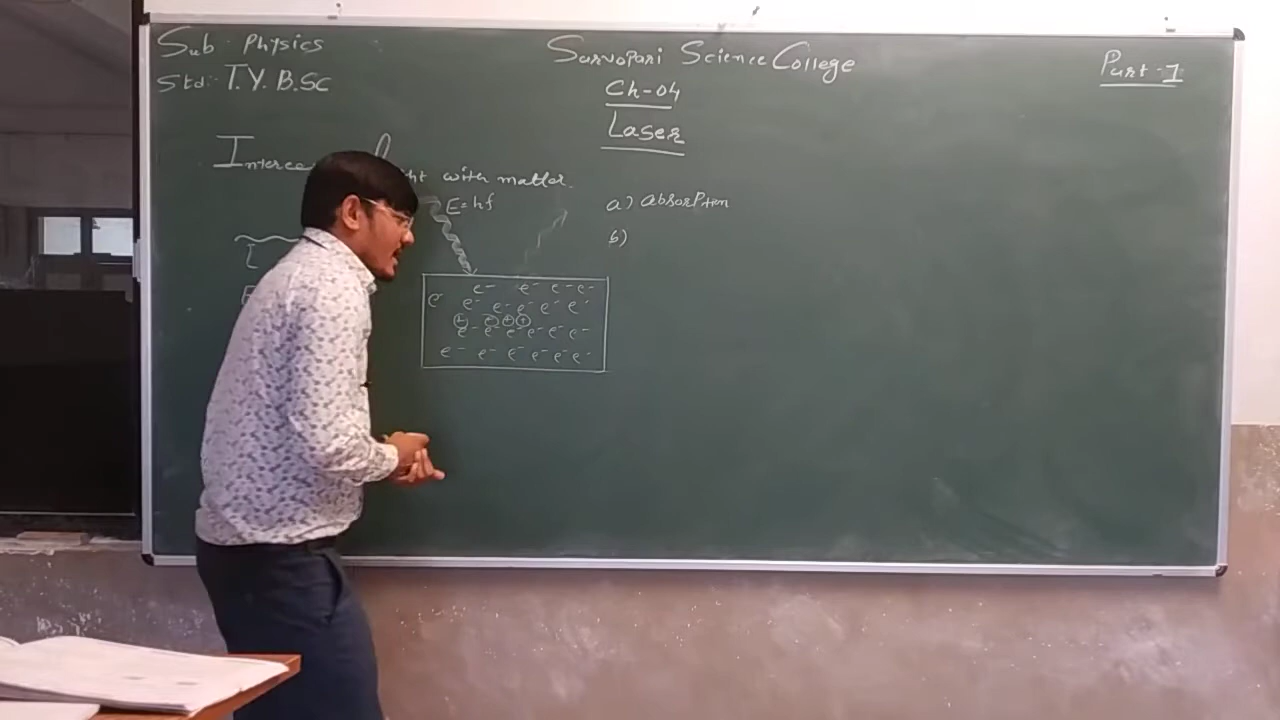 Sub: Physics
Std: T.Y. B.Sc
Sarvopari Science College
Ch-04
Laser
Part-1
with matter.
E=hf
a) absorption
b)
e- e- e- e-
e- e- e- e- e- e-
+ + + +
e- e- e- e- e- e-
e- e- e- e- e- e-